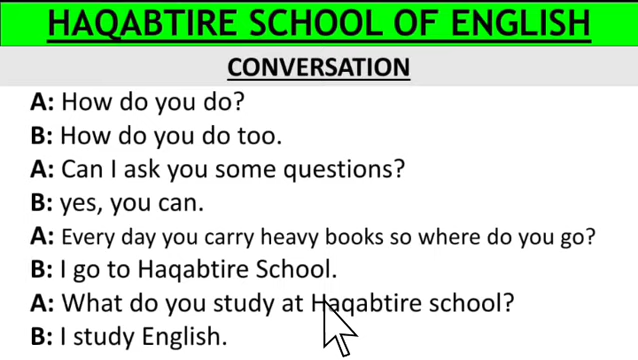 HAQABTIRE SCHOOL OF ENGLISH
CONVERSATION
A: How do you do?
B: How do you do too.
A: Can I ask you some questions?
B: yes, you can.
A: Every day you carry heavy books so where do you go?
B: I go to Haqabtire School.
A: What do you study at Haqabtire school?
B: I study English.